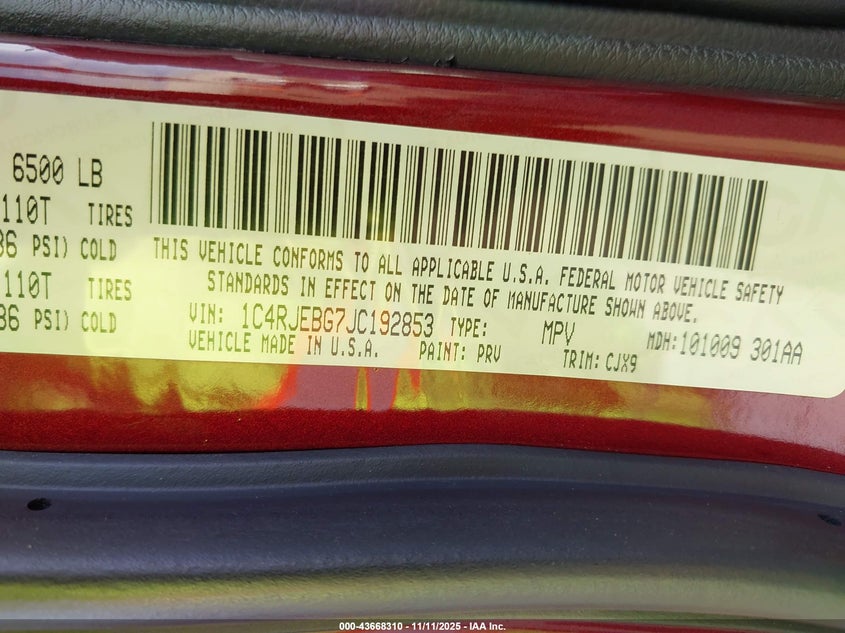 6500 LB
110T TIRES
36 PSI) COLD
110T TIRES
36 PSI) COLD
THIS VEHICLE CONFORMS TO ALL APPLICABLE U.S.A. FEDERAL MOTOR VEHICLE SAFETY
STANDARDS IN EFFECT ON THE DATE OF MANUFACTURE SHOWN ABOVE.
VIN: 1C4RJEBG7JC192853 TYPE: MPV MDH:101009 301AA
VEHICLE MADE IN U.S.A. PAINT: PRV TRIM: CJX9
000-43668310 - 11/11/2025 - IAA Inc.